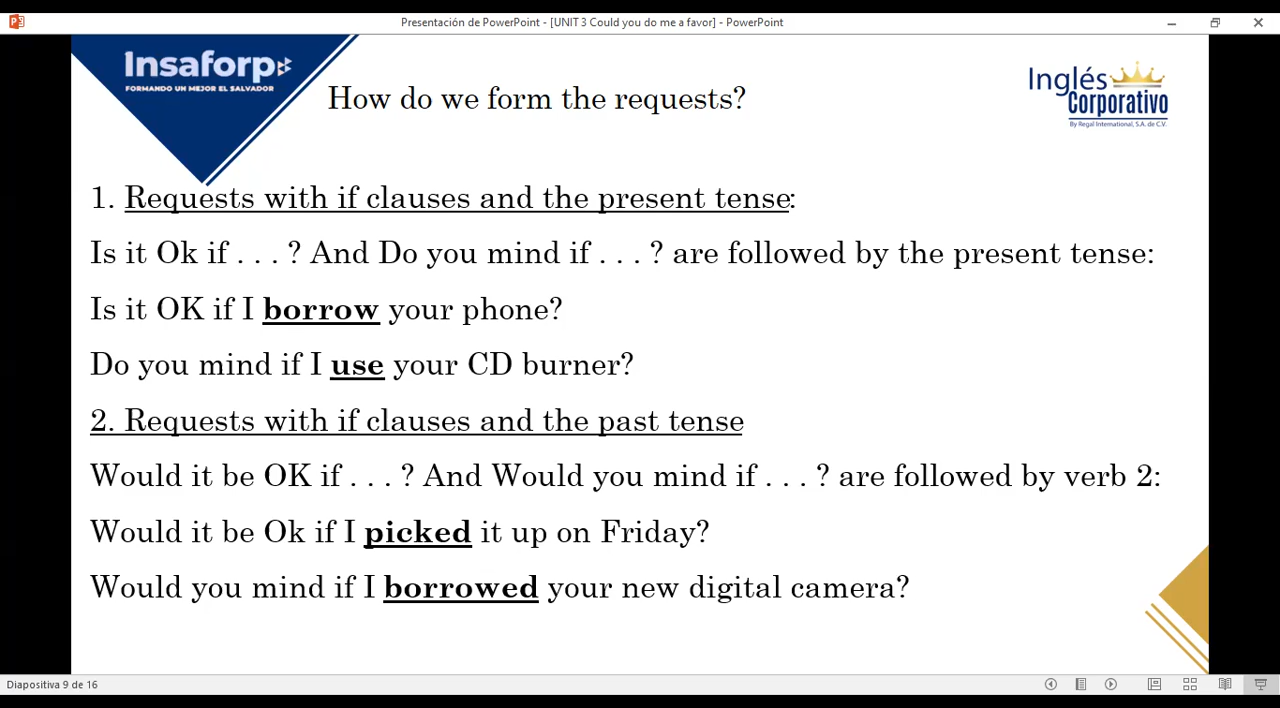 Presentación de PowerPoint - [UNIT 3 Could you do me a favor] - PowerPoint
Insaforp
FORMANDO UN MEJOR EL SALVADOR
How do we form the requests?
Inglés
Corporativo
By Regal International, S.A. de C.V.
1. Requests with if clauses and the present tense:
Is it Ok if . . . ? And Do you mind if . . . ? are followed by the present tense:
Is it OK if I borrow your phone?
Do you mind if I use your CD burner?
2. Requests with if clauses and the past tense
Would it be OK if . . . ? And Would you mind if . . . ? are followed by verb 2:
Would it be Ok if I picked it up on Friday?
Would you mind if I borrowed your new digital camera?
Diapositiva 9 de 16